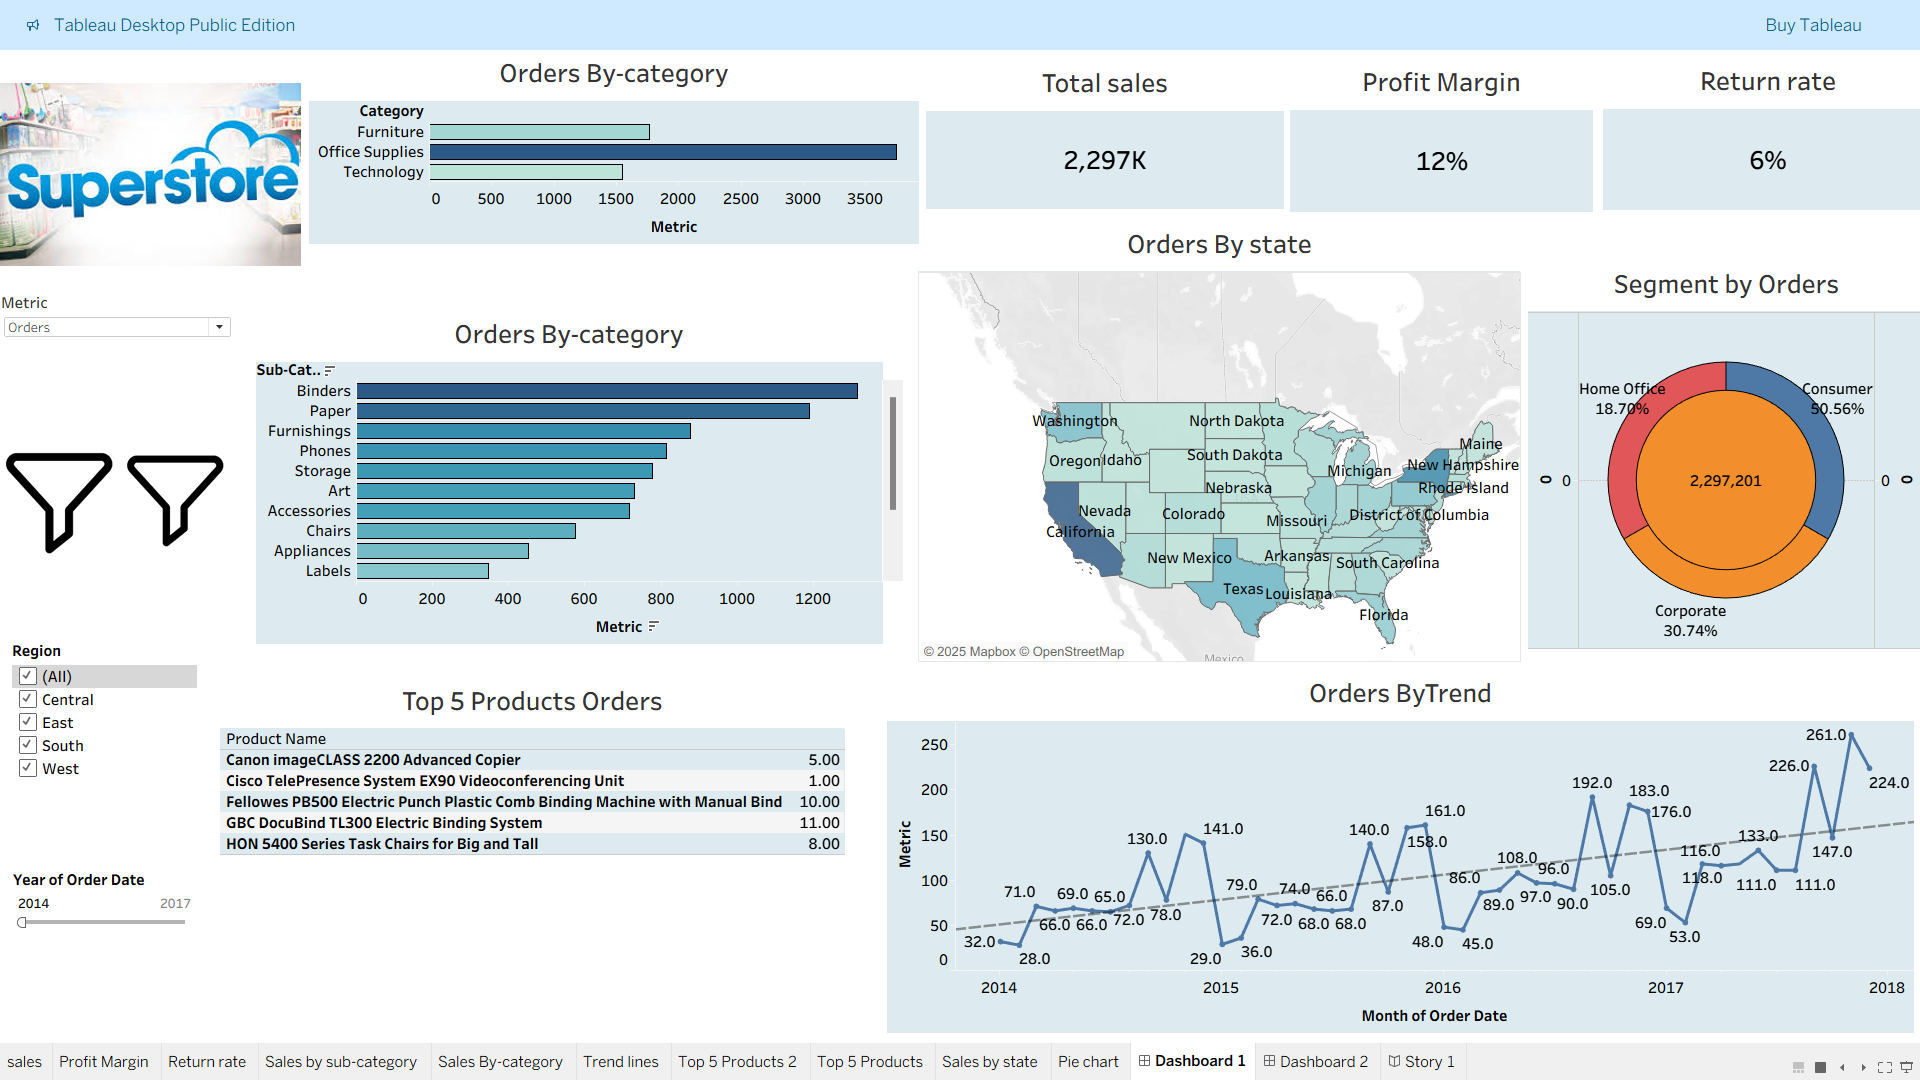 Tableau Desktop Public Edition
Buy Tableau
Superstore
Orders By-category
Category
Furniture
Office Supplies
Technology
0 500 1000 1500 2000 2500 3000 3500
Metric
Total sales
2,297K
Profit Margin
12%
Return rate
6%
Metric
Orders
Orders By-category
Sub-Cat..
Binders
Paper
Furnishings
Phones
Storage
Art
Accessories
Chairs
Appliances
Labels
0 200 400 600 800 1000 1200
Metric
Orders By state
Washington
North Dakota
Maine
Oregon
Idaho
South Dakota
Michigan
New Hampshire
Nebraska
Rhode Island
Nevada
Colorado
Missouri
District of Columbia
California
New Mexico
Arkansas
South Carolina
Texas
Louisiana
Florida
Mexico
© 2025 Mapbox © OpenStreetMap
Segment by Orders
Home Office
18.70%
Consumer
50.56%
0
0
2,297,201
0
0
Corporate
30.74%
Region
(All)
Central
East
South
West
Year of Order Date
2014
2017
Top 5 Products Orders
Product Name
Canon imageCLASS 2200 Advanced Copier 5.00
Cisco TelePresence System EX90 Videoconferencing Unit 1.00
Fellowes PB500 Electric Punch Plastic Comb Binding Machine with Manual Bind 10.00
GBC DocuBind TL300 Electric Binding System 11.00
HON 5400 Series Task Chairs for Big and Tall 8.00
Orders ByTrend
Metric
250
200
150
100
50
0
32.0
28.0
71.0
66.0
69.0
66.0
65.0
72.0
130.0
78.0
141.0
29.0
36.0
79.0
72.0
74.0
68.0
66.0
68.0
140.0
87.0
158.0
161.0
48.0
45.0
86.0
89.0
108.0
97.0
96.0
90.0
192.0
105.0
183.0
176.0
69.0
53.0
118.0
116.0
133.0
111.0
111.0
226.0
147.0
261.0
224.0
2014 2015 2016 2017 2018
Month of Order Date
sales
Profit Margin
Return rate
Sales by sub-category
Sales By-category
Trend lines
Top 5 Products 2
Top 5 Products
Sales by state
Pie chart
Dashboard 1
Dashboard 2
Story 1